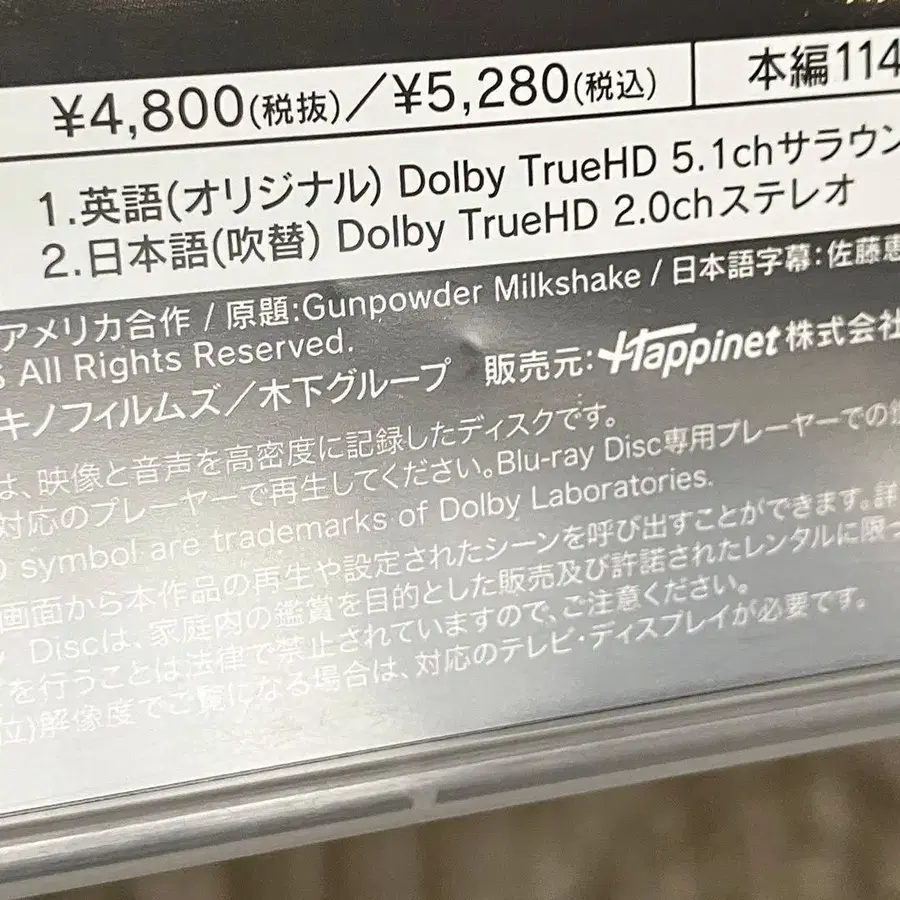 ¥4,800(税抜)／¥5,280(税込)
本編114
1.英語(オリジナル) Dolby TrueHD 5.1chサラウン
2.日本語(吹替) Dolby TrueHD 2.0chステレオ
アメリカ合作 / 原題:Gunpowder Milkshake / 日本語字幕:佐藤恵
S All Rights Reserved.
キノフィルムズ／木下グループ 販売元:Happinet株式会社
は、映像と音声を高密度に記録したディスクです。
対応のプレーヤーで再生してください。Blu-ray Disc専用プレーヤーでの
D symbol are trademarks of Dolby Laboratories.
画面から本作品の再生や設定されたシーンを呼び出すことができます。詳
Discは、家庭内の鑑賞を目的とした販売及び許諾されたレンタルに限っ
を行うことは法律で禁止されていますので、ご注意ください。
位)解像度でご覧になる場合は、対応のテレビ・ディスプレイが必要です。